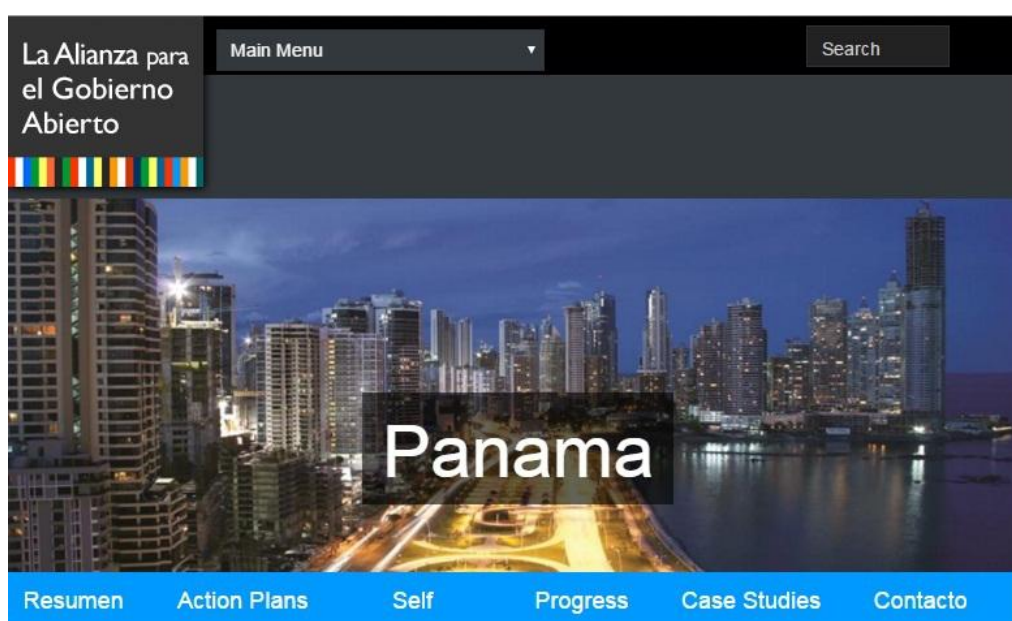 La Alianza para
el Gobierno
Abierto
Main Menu
Search
Panama
Resumen Action Plans Self Progress Case Studies Contacto